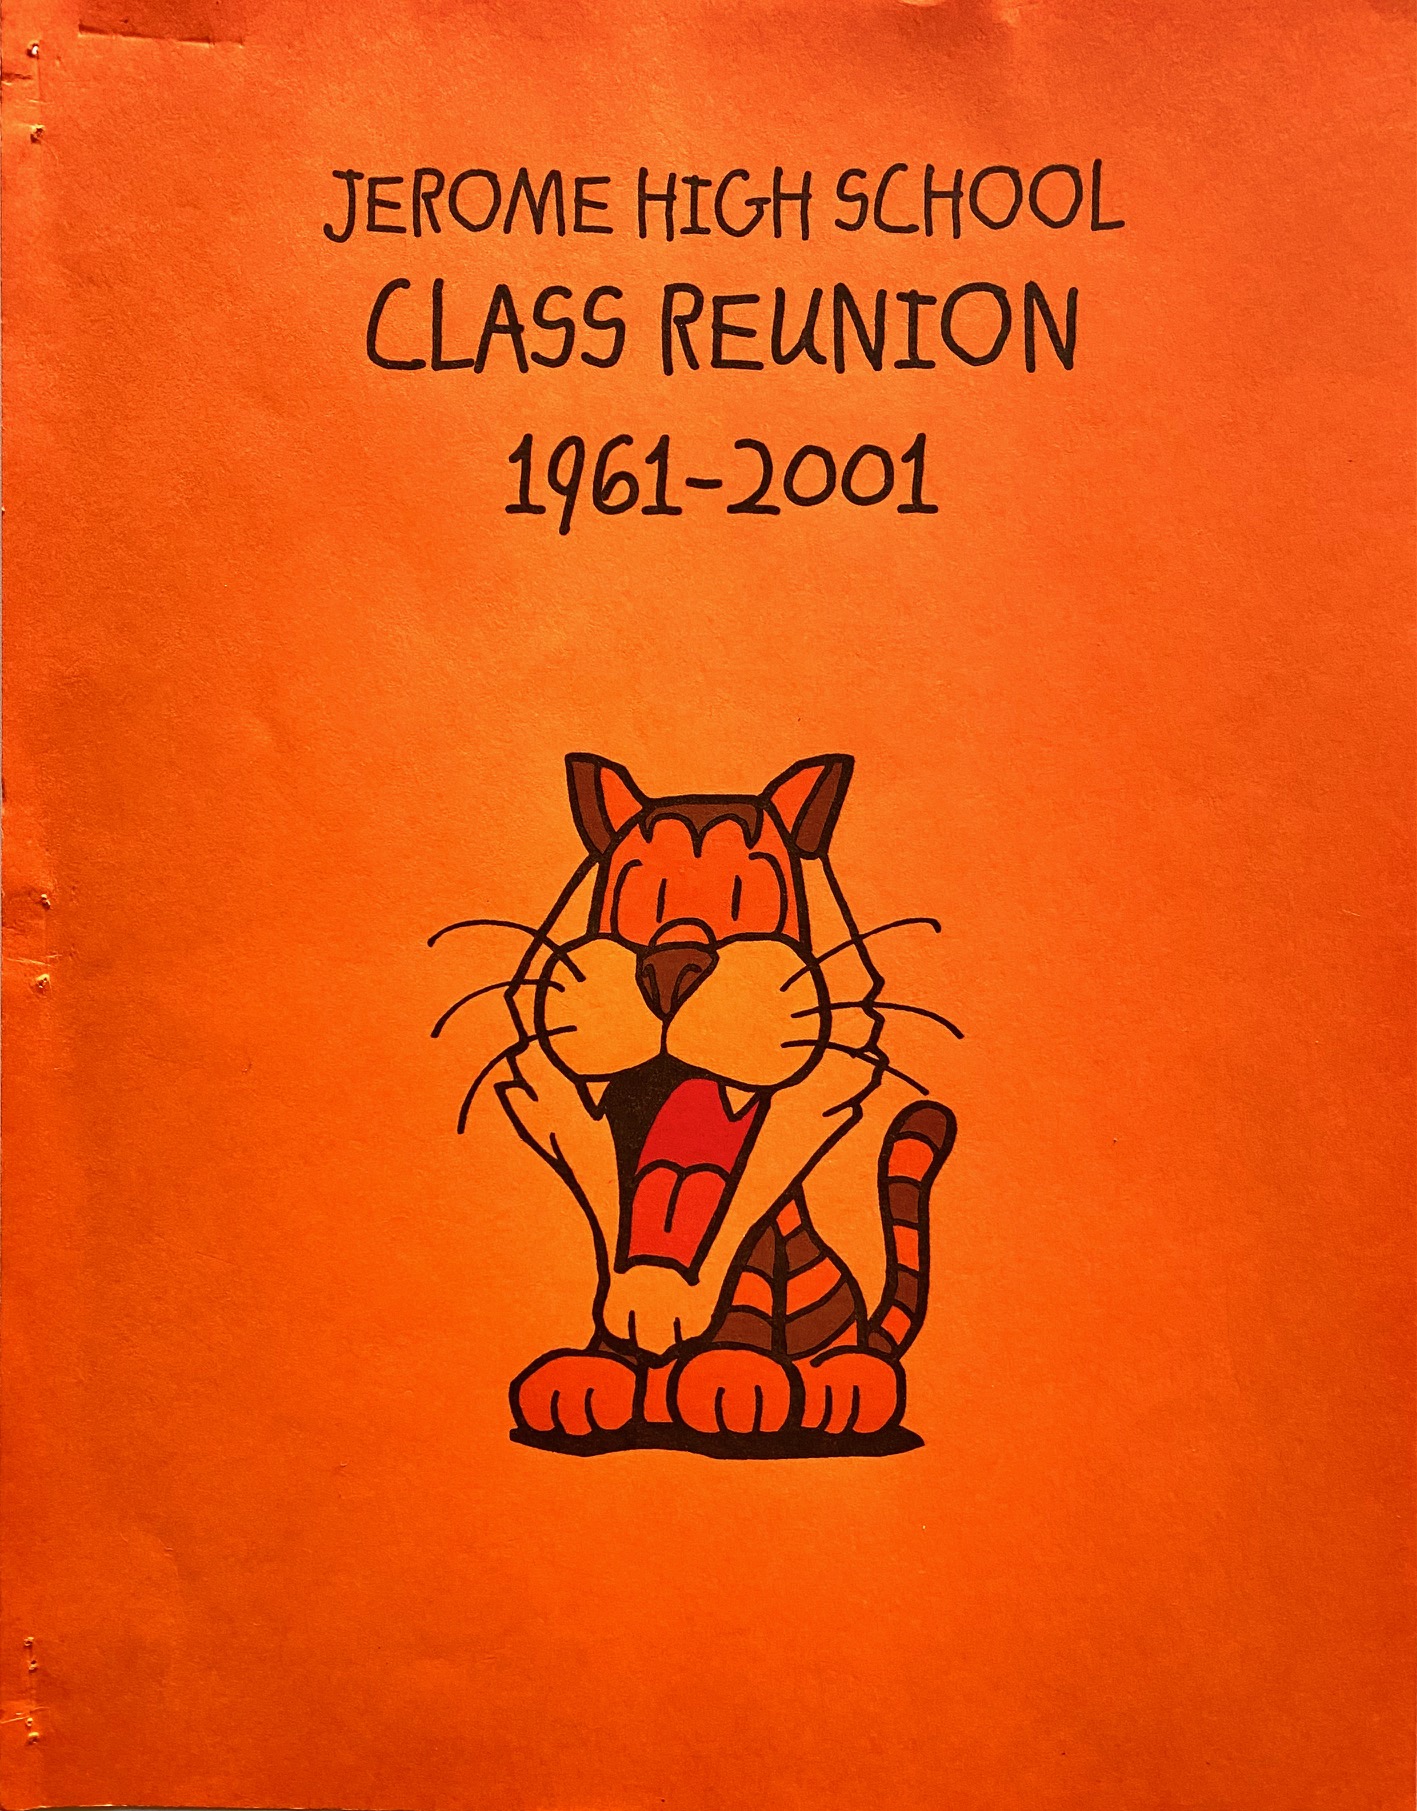 JEROME HIGH SCHOOL
CLASS REUNION
1961-2001